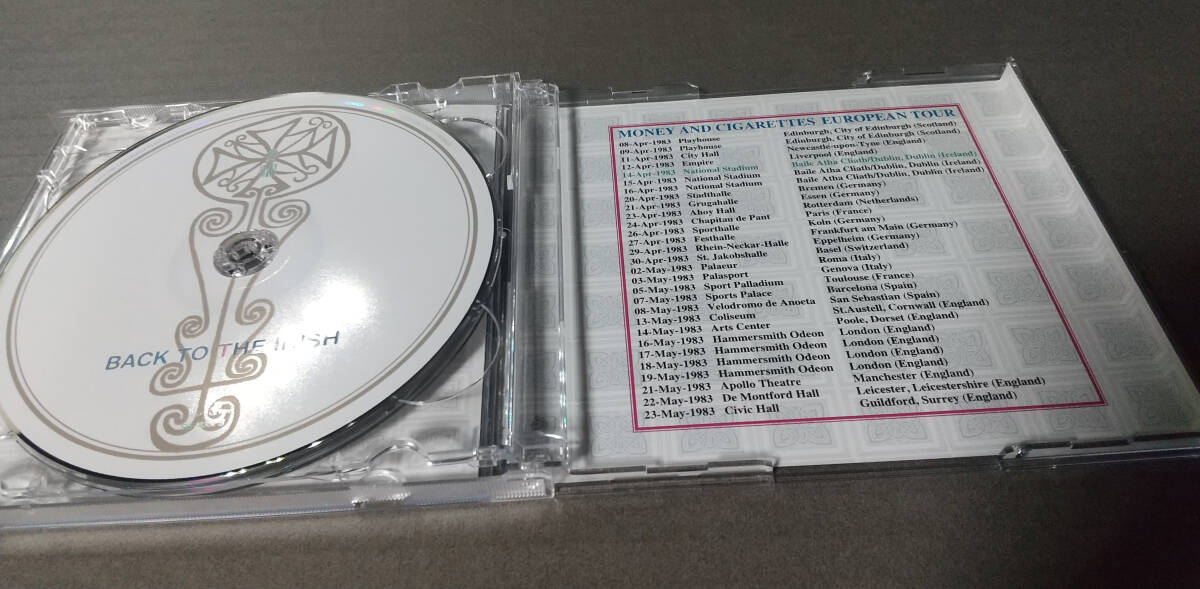 BACK TO THE IRISH
MONEY AND CIGARETTES EUROPEAN TOUR
08-Apr-1983 Playhouse Edinburgh, City of Edinburgh (Scotland)
09-Apr-1983 Playhouse Edinburgh, City of Edinburgh (Scotland)
11-Apr-1983 City Hall Newcastle-upon-Tyne (England)
12-Apr-1983 Empire Liverpool (England)
14-Apr-1983 National Stadium Baile Atha Cliath/Dublin, Dublin (Ireland)
15-Apr-1983 National Stadium Baile Atha Cliath/Dublin, Dublin (Ireland)
16-Apr-1983 National Stadium Baile Atha Cliath/Dublin, Dublin (Ireland)
20-Apr-1983 Stadthalle Bremen (Germany)
21-Apr-1983 Grugahalle Essen (Germany)
23-Apr-1983 Ahoy Hall Rotterdam (Netherlands)
24-Apr-1983 Chapitau de Pant Paris (France)
26-Apr-1983 Sporthalle Koln (Germany)
27-Apr-1983 Festhalle Frankfurt am Main (Germany)
29-Apr-1983 Rhein-Neckar-Halle Eppelheim (Germany)
30-Apr-1983 St. Jakobshalle Basel (Switzerland)
02-May-1983 Palaeur Roma (Italy)
03-May-1983 Palasport Genova (Italy)
05-May-1983 Sport Palladium Toulouse (France)
07-May-1983 Sports Palace Barcelona (Spain)
08-May-1983 Velodromo de Anoeta San Sebastian (Spain)
13-May-1983 Coliseum St.Austell, Cornwall (England)
14-May-1983 Arts Center Poole, Dorset (England)
16-May-1983 Hammersmith Odeon London (England)
17-May-1983 Hammersmith Odeon London (England)
18-May-1983 Hammersmith Odeon London (England)
19-May-1983 Hammersmith Odeon London (England)
21-May-1983 Apollo Theatre Manchester (England)
22-May-1983 De Montford Hall Leicester, Leicestershire (England)
23-May-1983 Civic Hall Guildford, Surrey (England)